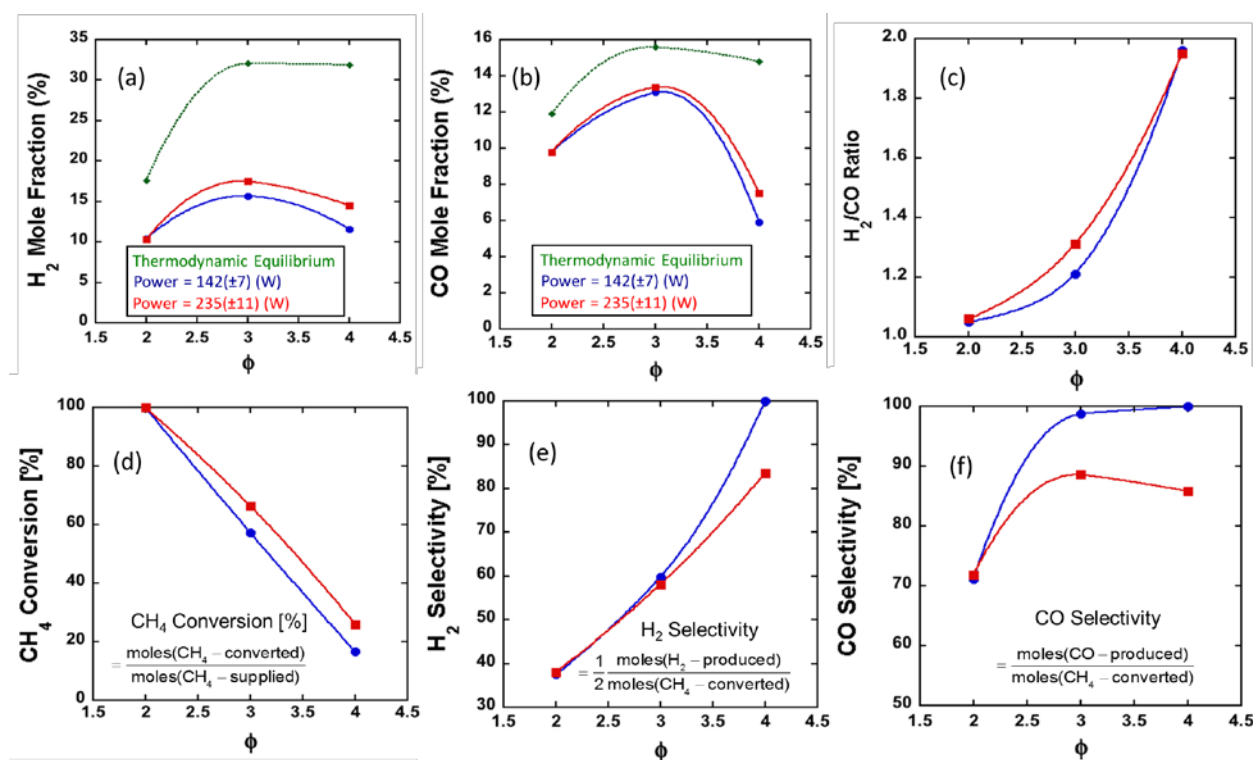 (a)
H2 Mole Fraction (%)
35
30
25
20
15
10
5
0
Thermodynamic Equilibrium
Power = 142(±7) (W)
Power = 235(±11) (W)
1.5 2 2.5 3 3.5 4 4.5
ϕ
(b)
CO Mole Fraction (%)
16
14
12
10
8
6
4
2
0
Thermodynamic Equilibrium
Power = 142(±7) (W)
Power = 235(±11) (W)
1.5 2 2.5 3 3.5 4 4.5
ϕ
(c)
H2/CO Ratio
2.0
1.8
1.6
1.4
1.2
1.0
1.5 2.0 2.5 3.0 3.5 4.0 4.5
ϕ
(d)
CH4 Conversion [%]
100
80
60
40
20
0
CH4 Conversion [%]
= moles(CH4 – converted)
moles(CH4 – supplied)
1.5 2 2.5 3 3.5 4 4.5
ϕ
(e)
H2 Selectivity [%]
100
90
80
70
60
50
40
30
H2 Selectivity
= 1 moles(H2 – produced)
2 moles(CH4 – converted)
1.5 2 2.5 3 3.5 4 4.5
ϕ
(f)
CO Selectivity [%]
100
90
80
70
60
50
CO Selectivity
= moles(CO – produced)
moles(CH4 – converted)
1.5 2 2.5 3 3.5 4 4.5
ϕ